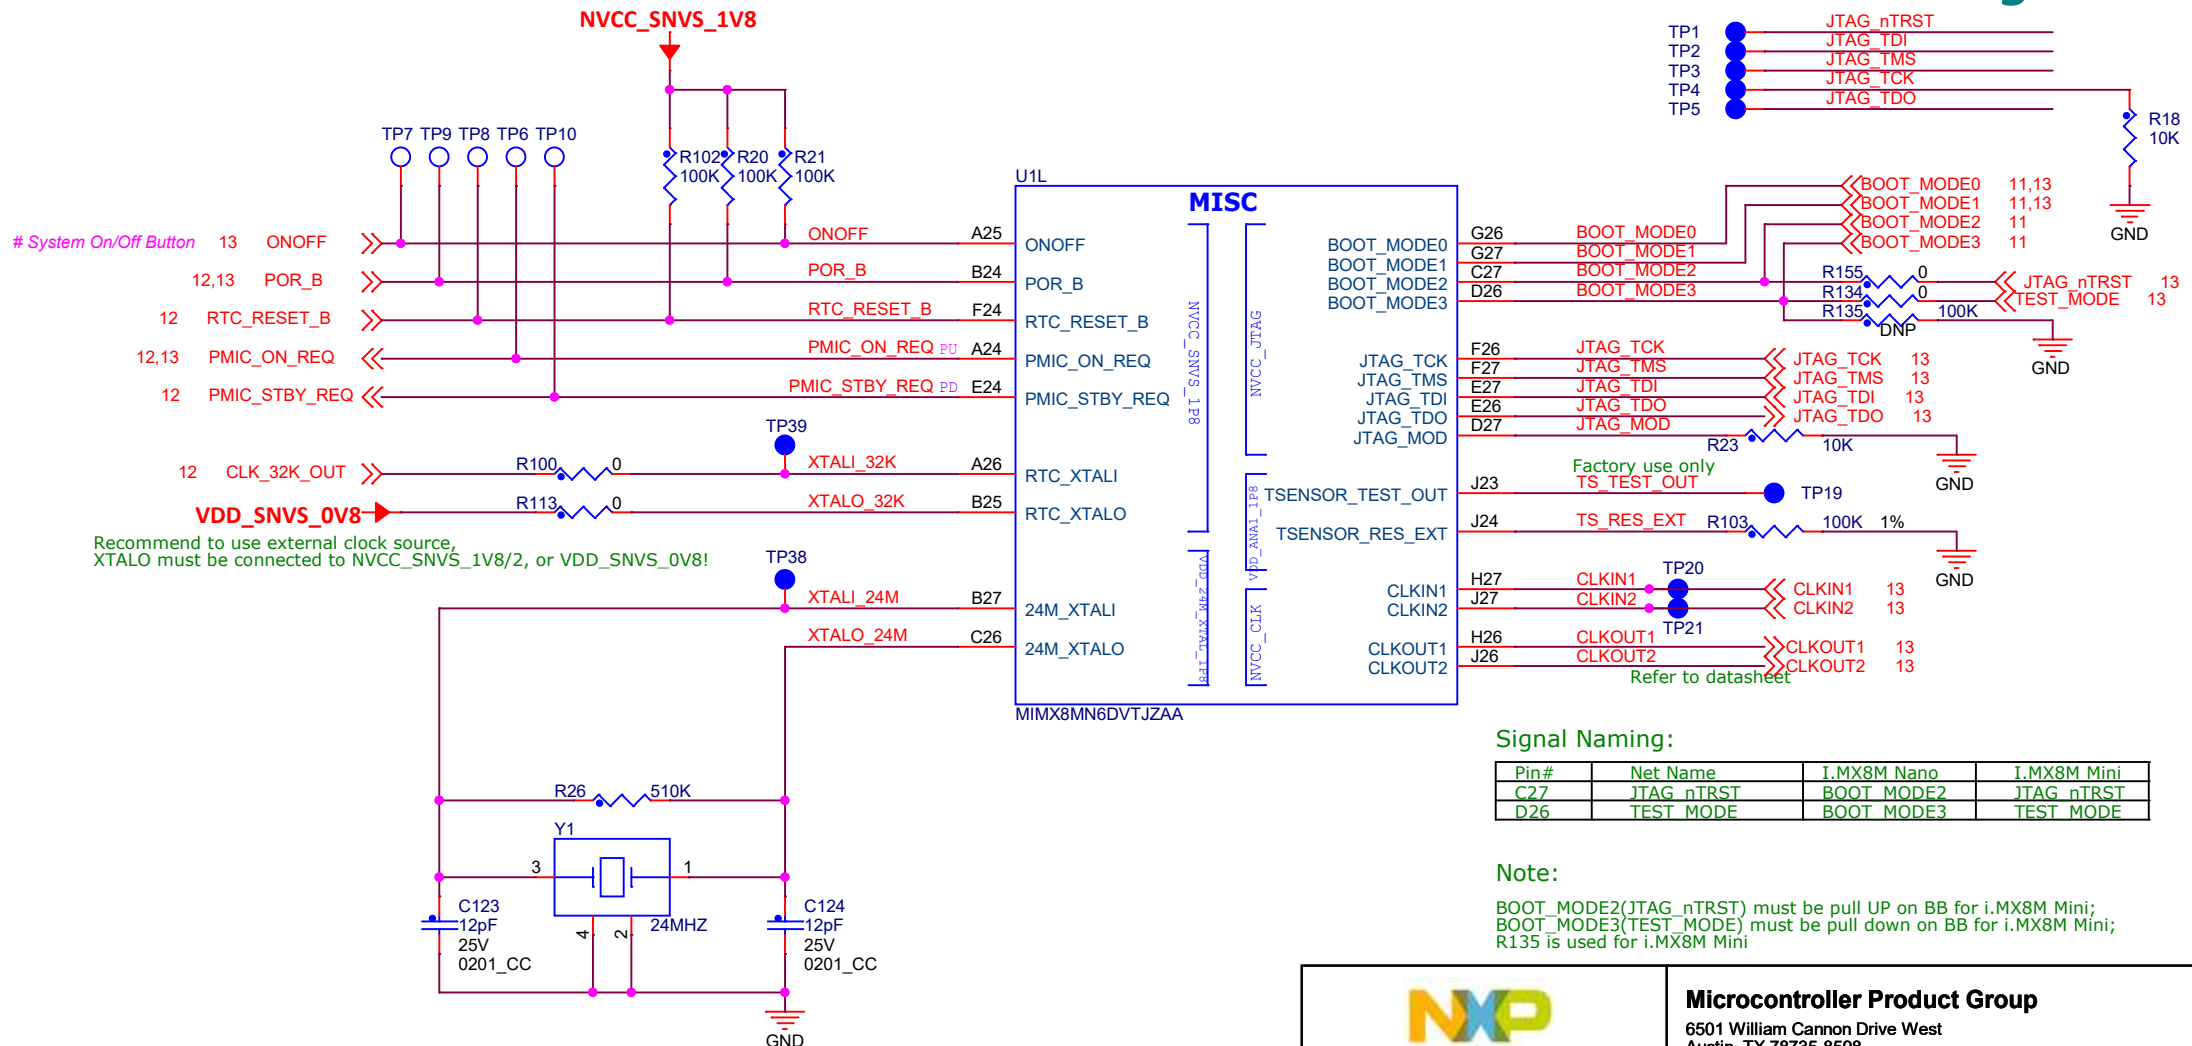 NVCC_SNVS_1V8
TP1 JTAG_nTRST
TP2 JTAG_TDI
TP3 JTAG_TMS
TP4 JTAG_TCK
TP5 JTAG_TDO
R18
10K
GND
TP7 TP9 TP8 TP6 TP10
R102 R20 R21
100K 100K 100K
U1L
MISC
# System On/Off Button 13 ONOFF ONOFF A25 ONOFF
12,13 POR_B POR_B B24 POR_B
12 RTC_RESET_B RTC_RESET_B F24 RTC_RESET_B
12,13 PMIC_ON_REQ PMIC_ON_REQ PU A24 PMIC_ON_REQ
12 PMIC_STBY_REQ PMIC_STBY_REQ PD E24 PMIC_STBY_REQ
TP39
12 CLK_32K_OUT R100 0 XTALI_32K A26 RTC_XTALI
VDD_SNVS_0V8 R113 0 XTALO_32K B25 RTC_XTALO
Recommend to use external clock source,
XTALO must be connected to NVCC_SNVS_1V8/2, or VDD_SNVS_0V8!
TP38
XTALI_24M B27 24M_XTALI
XTALO_24M C26 24M_XTALO
NVCC_SNVS_1P8
VDD_24M_XTAL_1P8
NVCC_JTAG
VDD_ANA1_1P8
NVCC_CLK
BOOT_MODE0 G26 BOOT_MODE0 BOOT_MODE0 11,13
BOOT_MODE1 G27 BOOT_MODE1 BOOT_MODE1 11,13
BOOT_MODE2 C27 BOOT_MODE2 BOOT_MODE2 11
BOOT_MODE3 D26 BOOT_MODE3 BOOT_MODE3 11
R155 0 JTAG_nTRST 13
R134 0 TEST_MODE 13
R135 DNP 100K
GND
JTAG_TCK F26 JTAG_TCK JTAG_TCK 13
JTAG_TMS F27 JTAG_TMS JTAG_TMS 13
JTAG_TDI E27 JTAG_TDI JTAG_TDI 13
JTAG_TDO E26 JTAG_TDO JTAG_TDO 13
JTAG_MOD D27 JTAG_MOD R23 10K
GND
Factory use only
TSENSOR_TEST_OUT J23 TS_TEST_OUT TP19
TSENSOR_RES_EXT J24 TS_RES_EXT R103 100K 1%
GND
TP20
CLKIN1 H27 CLKIN1 CLKIN1 13
CLKIN2 J27 CLKIN2 CLKIN2 13
TP21
CLKOUT1 H26 CLKOUT1 CLKOUT1 13
CLKOUT2 J26 CLKOUT2 CLKOUT2 13
Refer to datasheet
MIMX8MN6DVTJZAA
R26 510K
Y1
3 1
4 2
24MHZ
C123
12pF
25V
0201_CC
C124
12pF
25V
0201_CC
GND
Signal Naming:
Pin# Net Name I.MX8M Nano I.MX8M Mini
C27 JTAG_nTRST BOOT_MODE2 JTAG_nTRST
D26 TEST_MODE BOOT_MODE3 TEST_MODE
Note:
BOOT_MODE2(JTAG_nTRST) must be pull UP on BB for i.MX8M Mini;
BOOT_MODE3(TEST_MODE) must be pull down on BB for i.MX8M Mini;
R135 is used for i.MX8M Mini
NXP
Microcontroller Product Group
6501 William Cannon Drive West
Austin, TX 78735-8598